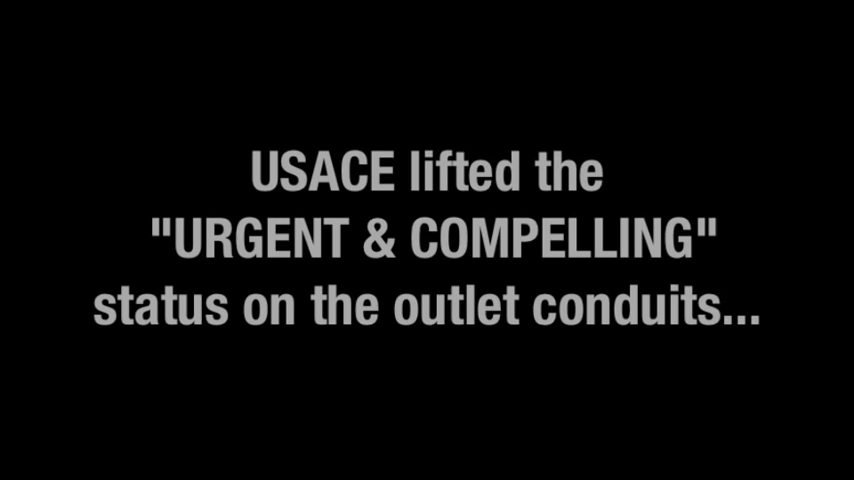 USACE lifted the
"URGENT & COMPELLING"
status on the outlet conduits...